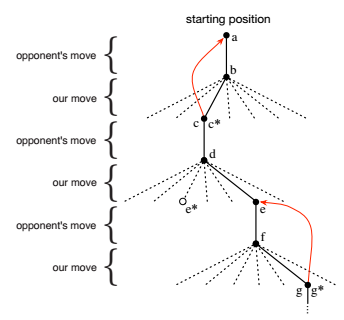 starting position
a
opponent's move
b
our move
c c*
opponent's move
d
our move
e* e
opponent's move
f
our move
g g*